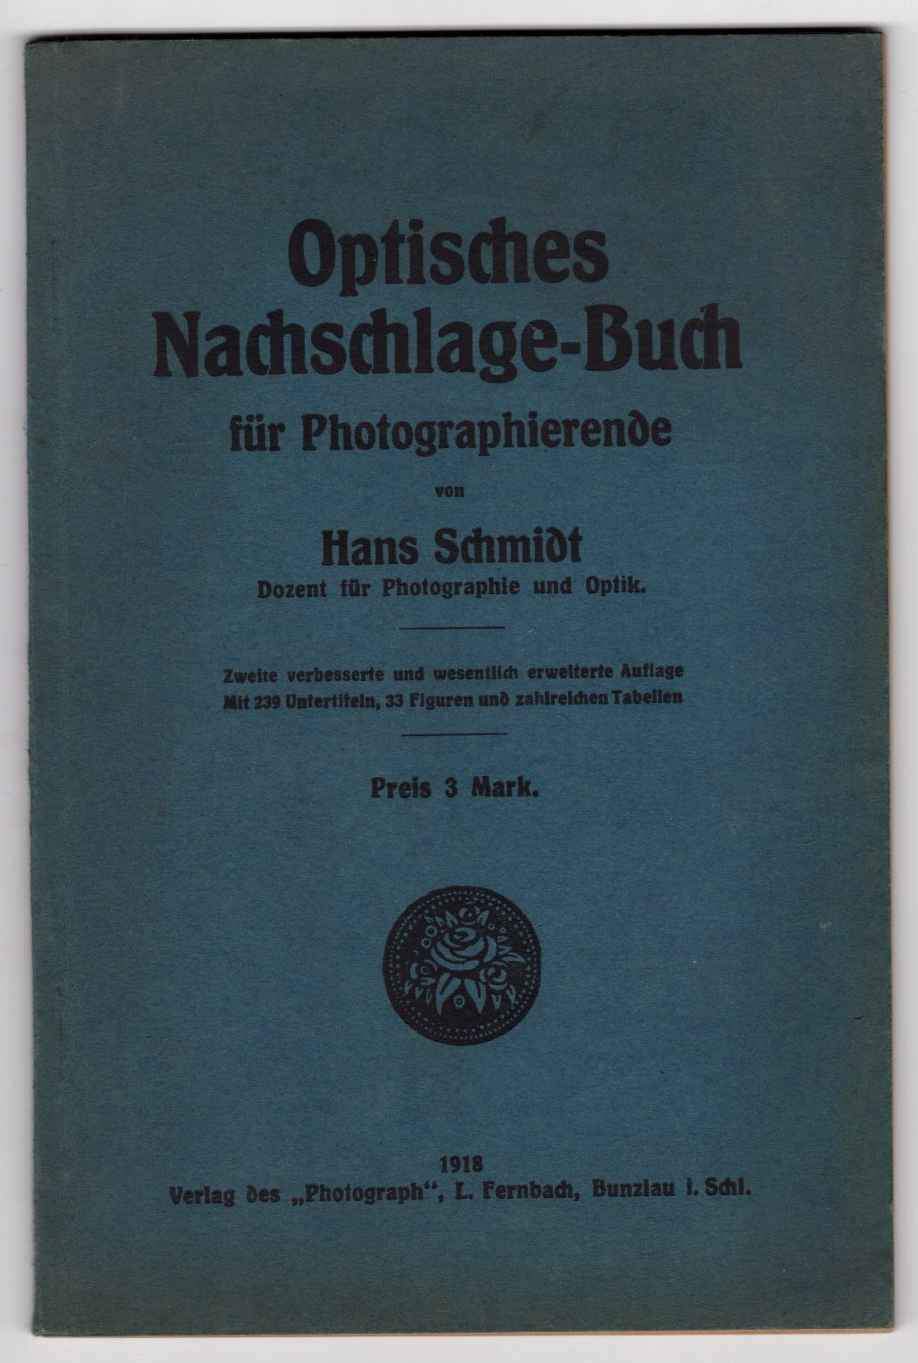 Optisches
Nachschlage-Buch
für Photographierende
von
Hans Schmidt
Dozent für Photographie und Optik.
Zweite verbesserte und wesentlich erweiterte Auflage
Mit 239 Untertiteln, 33 Figuren und zahlreichen Tabellen
Preis 3 Mark.
1918
Verlag des „Photograph“, L. Fernbach, Bunzlau i. Schl.